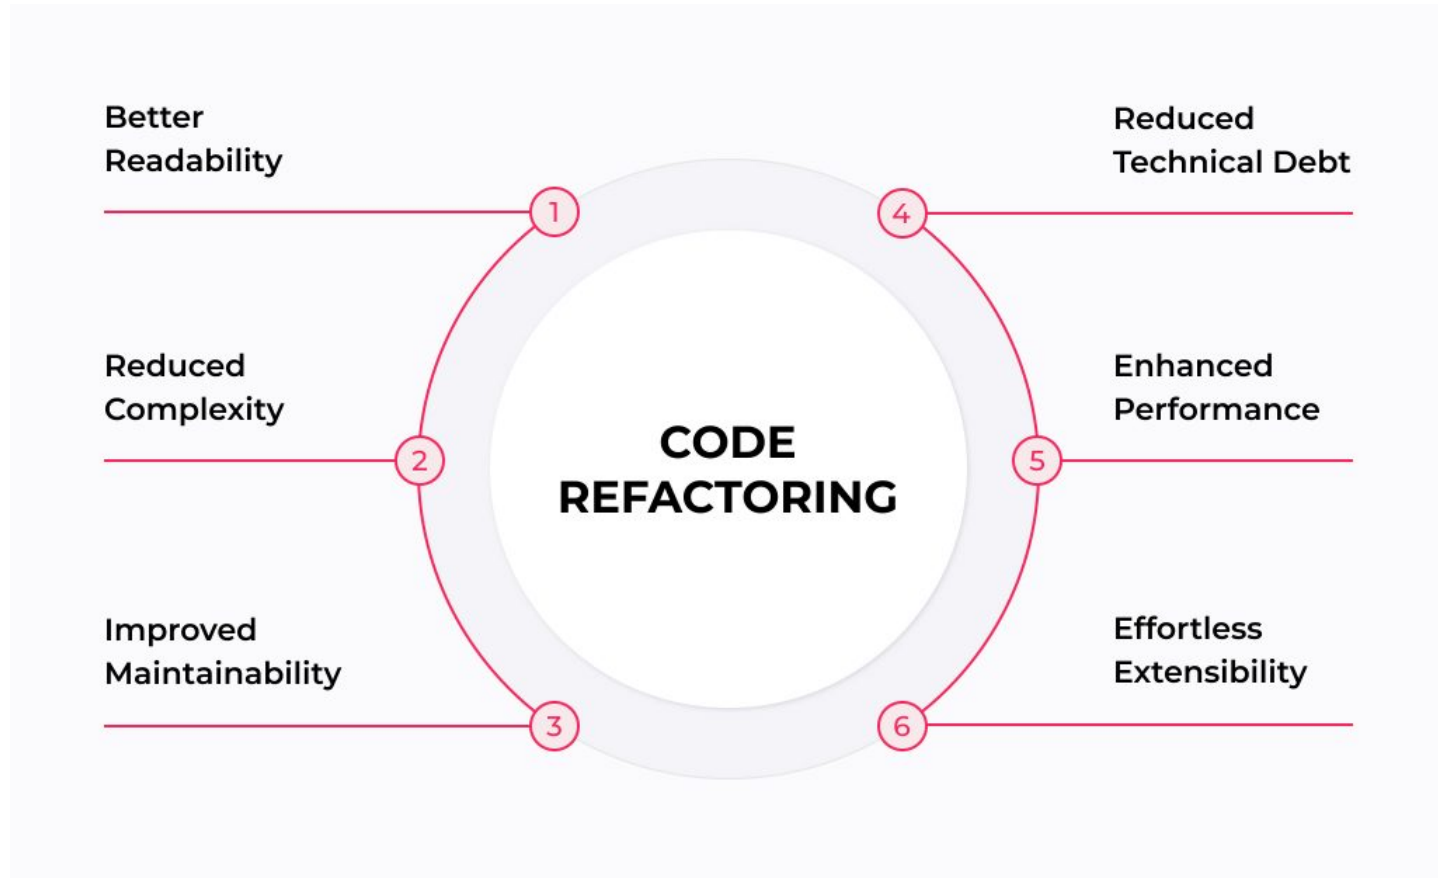 Better
Readability
1
Reduced
Complexity
2
Improved
Maintainability
3
CODE
REFACTORING
Reduced
Technical Debt
4
Enhanced
Performance
5
Effortless
Extensibility
6